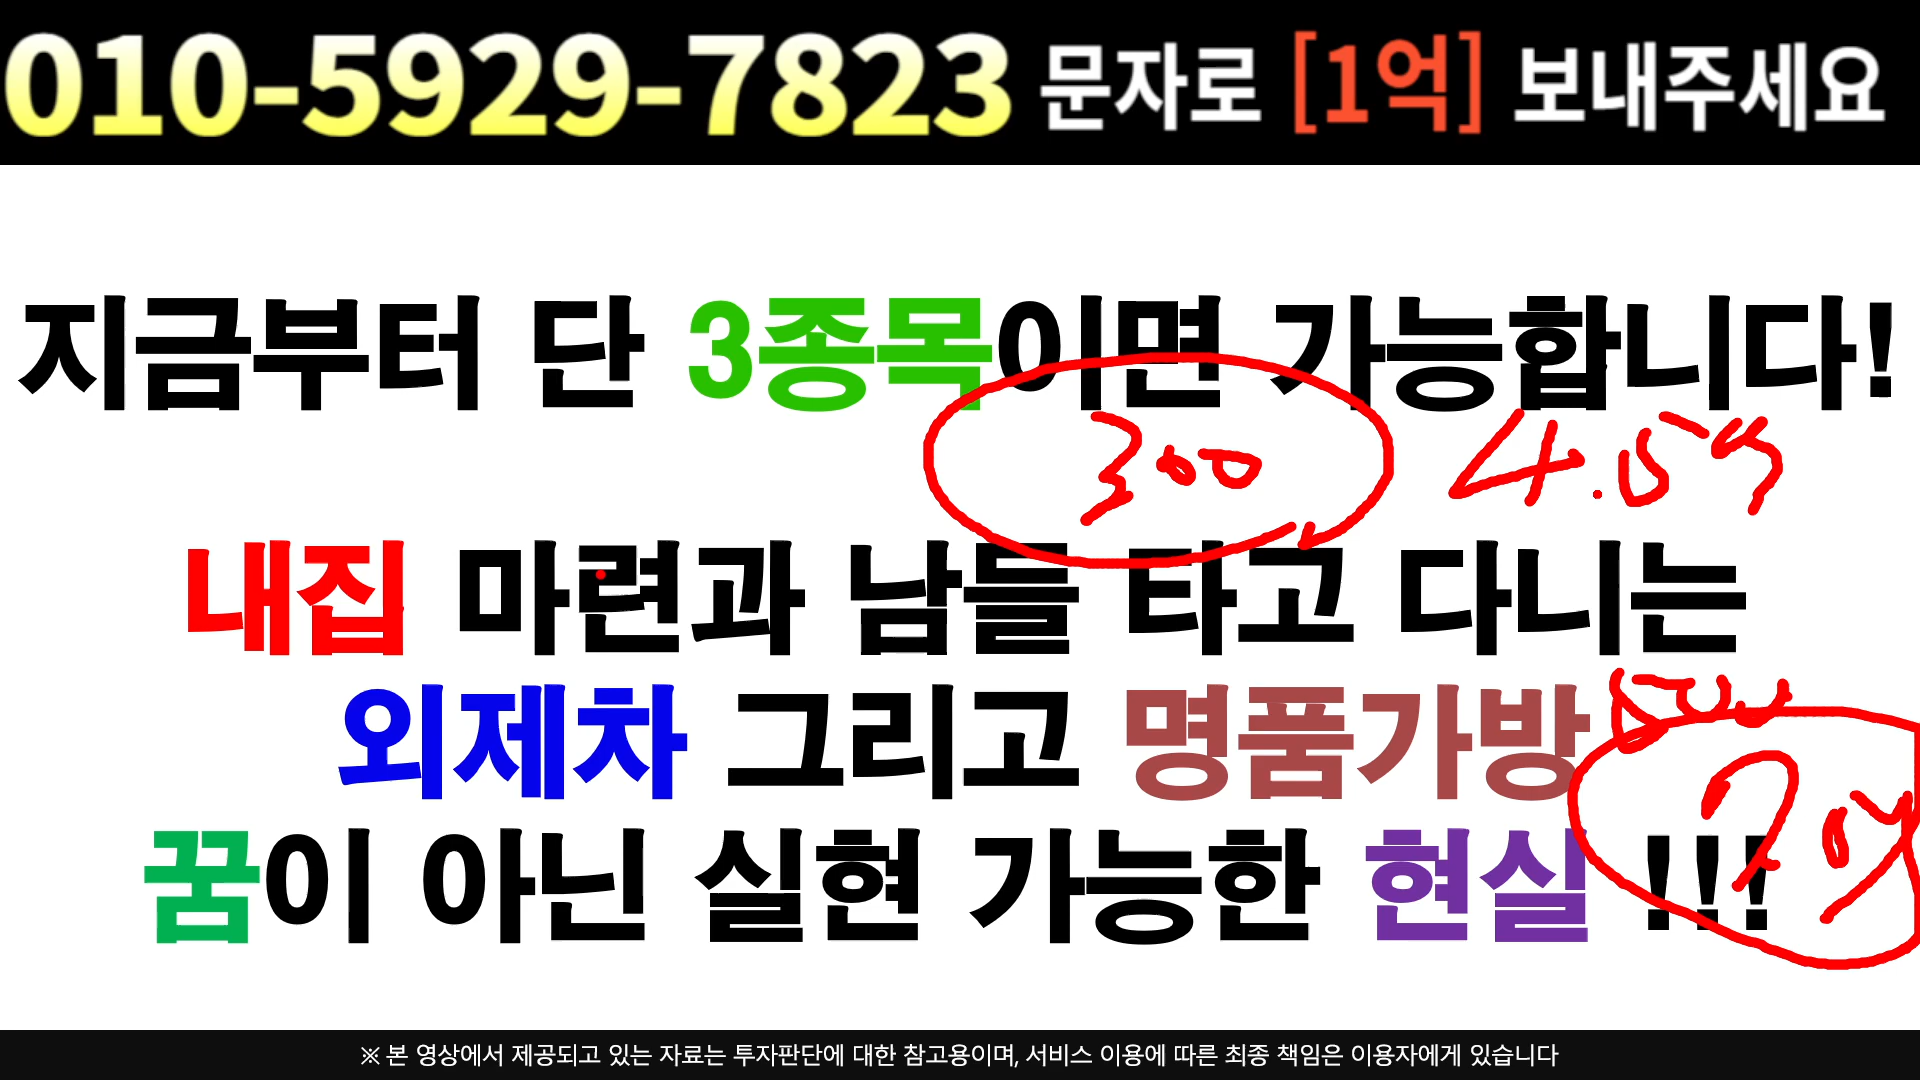 010-5929-7823 문자로 [1억] 보내주세요
지금부터 단 3종목이면 가능합니다!
300
4.5억
내집 마련과 남들 타고 다니는
외제차 그리고 명품가방
500
꿈이 아닌 실현 가능한 현실 !!!
※ 본 영상에서 제공되고 있는 자료는 투자판단에 대한 참고용이며, 서비스 이용에 따른 최종 책임은 이용자에게 있습니다